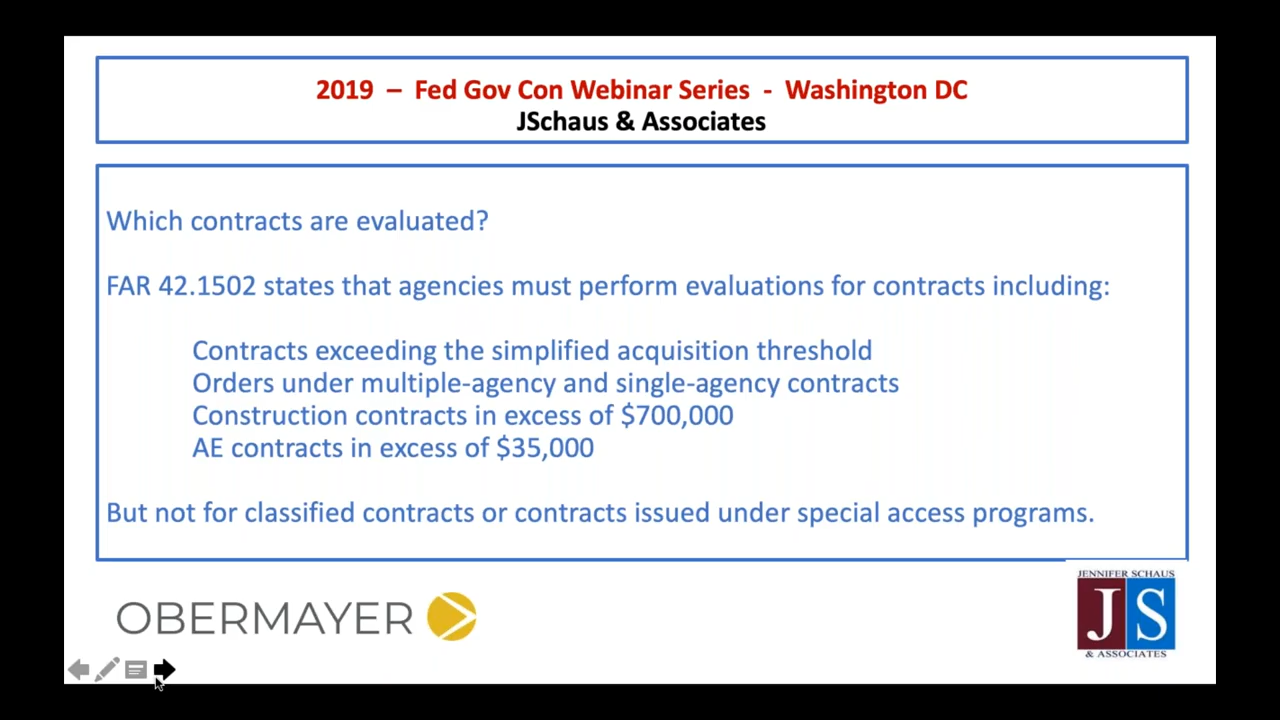 2019 – Fed Gov Con Webinar Series - Washington DC
JSchaus & Associates
Which contracts are evaluated?
FAR 42.1502 states that agencies must perform evaluations for contracts including:
Contracts exceeding the simplified acquisition threshold
Orders under multiple-agency and single-agency contracts
Construction contracts in excess of $700,000
AE contracts in excess of $35,000
But not for classified contracts or contracts issued under special access programs.
OBERMAYER
JENNIFER SCHAUS
JS
& ASSOCIATES